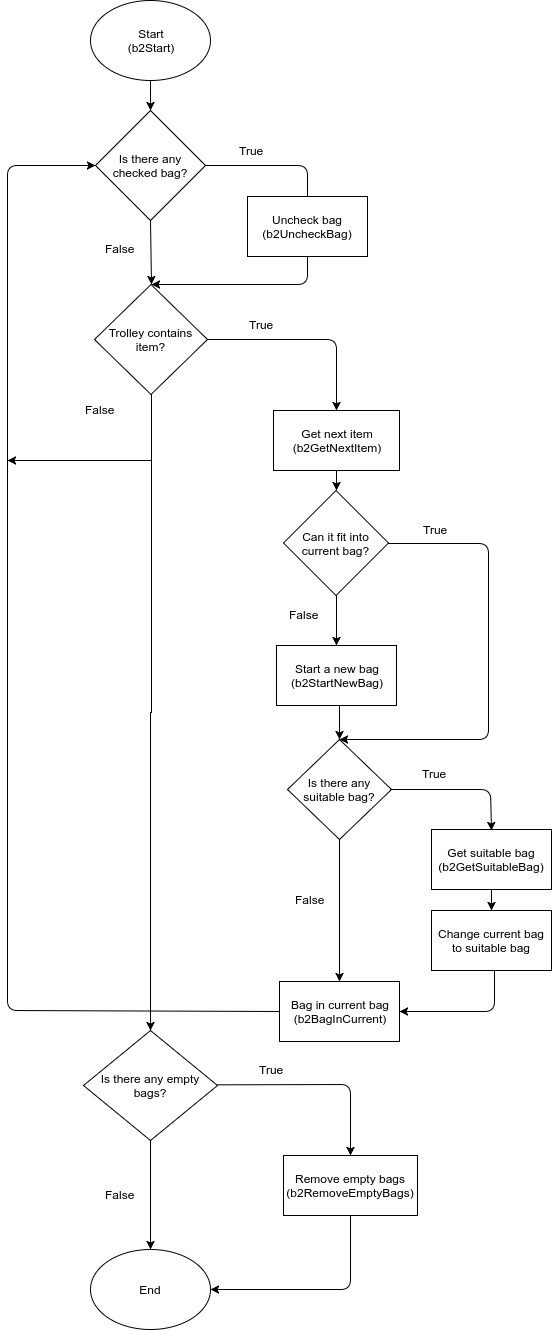 Start
(b2Start)
Is there any
checked bag?
True
Uncheck bag
(b2UncheckBag)
False
Trolley contains
item?
True
False
Get next item
(b2GetNextItem)
Can it fit into
current bag?
True
False
Start a new bag
(b2StartNewBag)
Is there any
suitable bag?
True
Get suitable bag
(b2GetSuitableBag)
False
Change current bag
to suitable bag
Bag in current bag
(b2BagInCurrent)
Is there any empty
bags?
True
False
Remove empty bags
(b2RemoveEmptyBags)
End